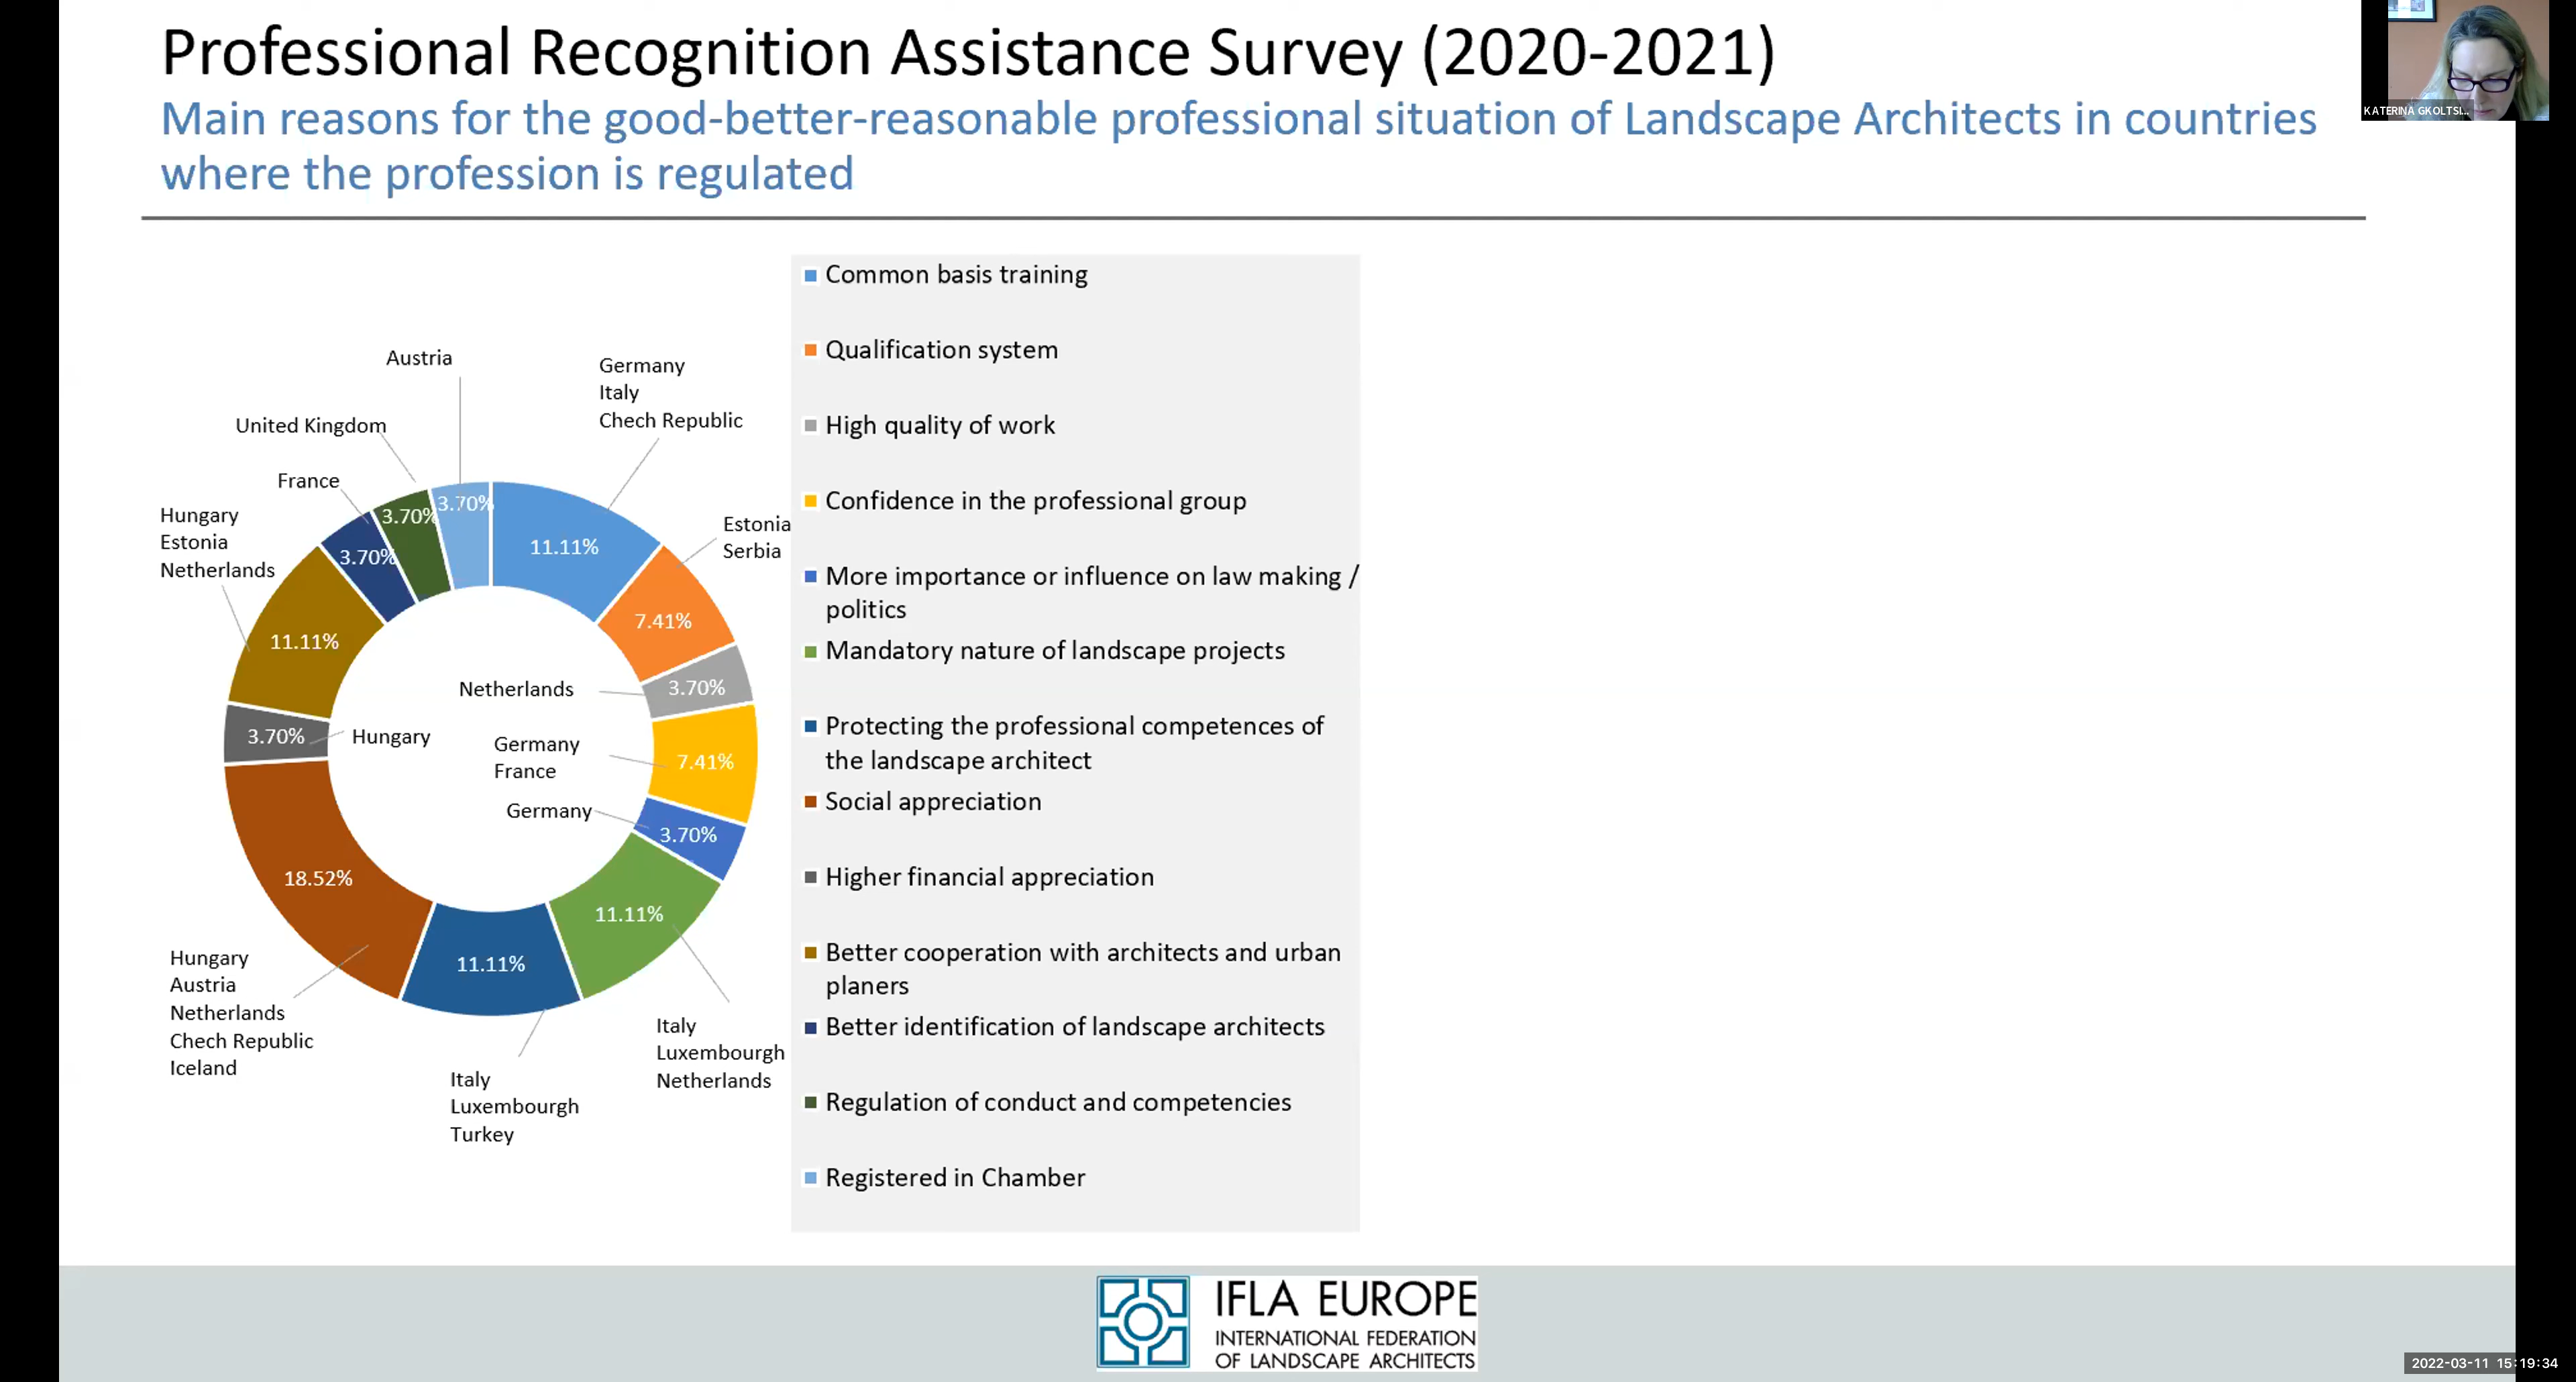 Professional Recognition Assistance Survey (2020-2021)
Main reasons for the good-better-reasonable professional situation of Landscape Architects in countries
where the profession is regulated
KATERINA GKOLTSI...
Austria
Germany
Italy
Chech Republic
United Kingdom
France
Hungary
Estonia
Netherlands
Estonia
Serbia
3.70%
3.70%
3.70%
11.11%
7.41%
11.11%
Netherlands
3.70%
3.70%
Hungary
Germany
France
7.41%
Germany
3.70%
18.52%
11.11%
11.11%
Hungary
Austria
Netherlands
Chech Republic
Iceland
Italy
Luxembourgh
Netherlands
Italy
Luxembourgh
Turkey
Common basis training
Qualification system
High quality of work
Confidence in the professional group
More importance or influence on law making /
politics
Mandatory nature of landscape projects
Protecting the professional competences of
the landscape architect
Social appreciation
Higher financial appreciation
Better cooperation with architects and urban
planers
Better identification of landscape architects
Regulation of conduct and competencies
Registered in Chamber
IFLA EUROPE
INTERNATIONAL FEDERATION
OF LANDSCAPE ARCHITECTS
2022-03-11 15:19:34